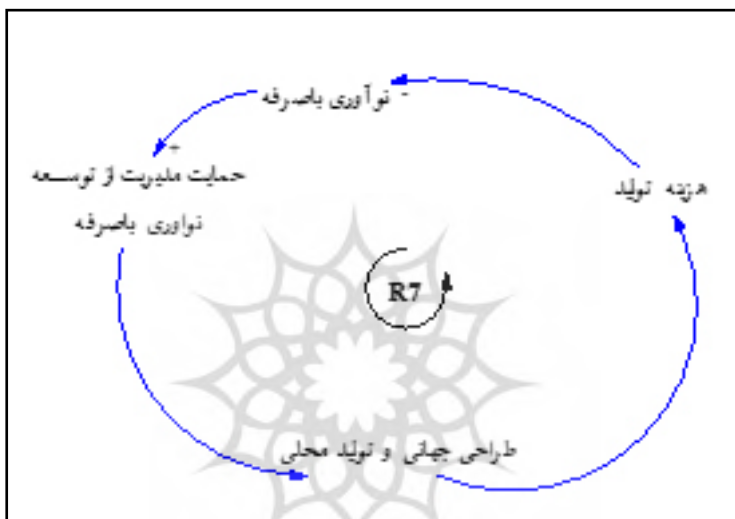 - نوآوری باصرفه
+
حمایت مدیریت از توسعه
نوآوری باصرفه
هزینه تولید
R7
طراحی جهانی و تولید محلی